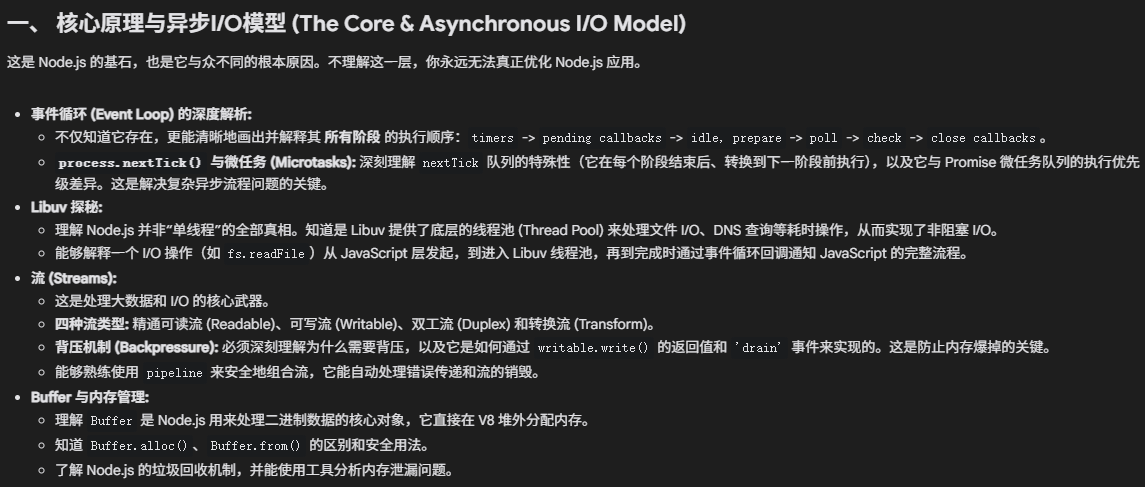 一、 核心原理与异步I/O模型 (The Core & Asynchronous I/O Model)
这是 Node.js 的基石，也是它与众不同的根本原因。不理解这一层，你永远无法真正优化 Node.js 应用。
• 事件循环 (Event Loop) 的深度解析:
○ 不仅知道它存在，更能清晰地画出并解释其 所有阶段 的执行顺序： timers -> pending callbacks -> idle, prepare -> poll -> check -> close callbacks 。
○ process.nextTick() 与微任务 (Microtasks): 深刻理解 nextTick 队列的特殊性（它在每个阶段结束后、转换到下一阶段前执行），以及它与 Promise 微任务队列的执行优先
级差异。这是解决复杂异步流程问题的关键。
• Libuv 探秘:
○ 理解 Node.js 并非“单线程”的全部真相。知道是 Libuv 提供了底层的线程池 (Thread Pool) 来处理文件 I/O、DNS 查询等耗时操作，从而实现了非阻塞 I/O。
○ 能够解释一个 I/O 操作（如 fs.readFile ）从 JavaScript 层发起，到进入 Libuv 线程池，再到完成时通过事件循环回调通知 JavaScript 的完整流程。
• 流 (Streams):
○ 这是处理大数据和 I/O 的核心武器。
○ 四种流类型: 精通可读流 (Readable)、可写流 (Writable)、双工流 (Duplex) 和转换流 (Transform)。
○ 背压机制 (Backpressure): 必须深刻理解为什么需要背压，以及它是如何通过 writable.write() 的返回值和 'drain' 事件来实现的。这是防止内存爆掉的关键。
○ 能够熟练使用 pipeline 来安全地组合流，它能自动处理错误传递和流的销毁。
• Buffer 与内存管理:
○ 理解 Buffer 是 Node.js 用来处理二进制数据的核心对象，它直接在 V8 堆外分配内存。
○ 知道 Buffer.alloc() 、 Buffer.from() 的区别和安全用法。
○ 了解 Node.js 的垃圾回收机制，并能使用工具分析内存泄漏问题。